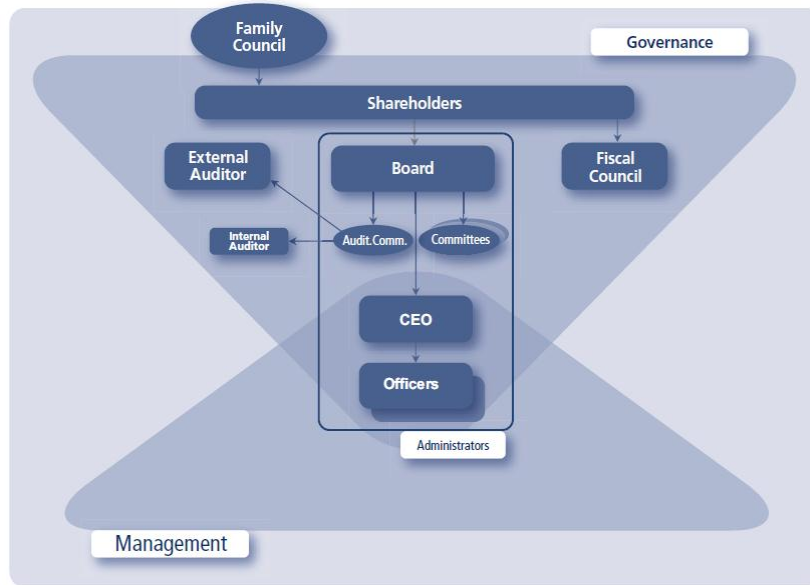 Family
Council
Governance
Shareholders
External
Auditor
Board
Fiscal
Council
Internal
Auditor
Audit.Comm.
Committees
CEO
Officers
Administrators
Management